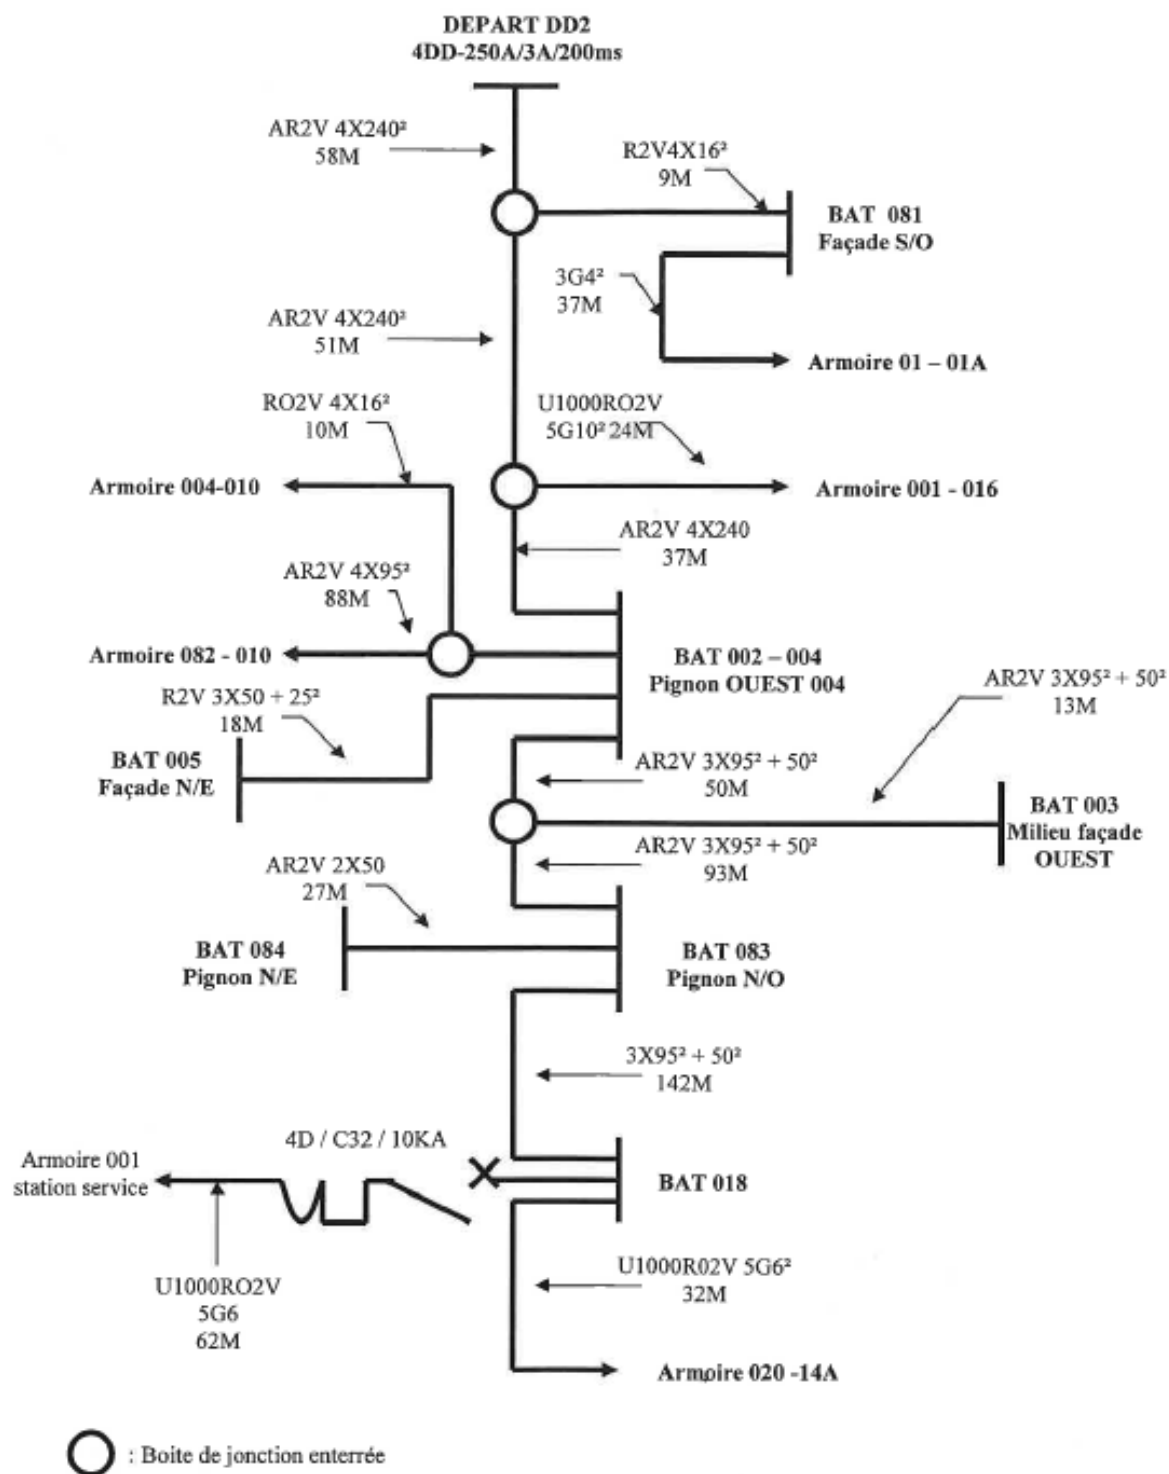 DEPART DD2
4DD-250A/3A/200ms
AR2V 4X240²
58M
R2V4X16²
9M
BAT 081
Façade S/O
3G4²
37M
AR2V 4X240²
51M
Armoire 01 – 01A
RO2V 4X16²
10M
U1000RO2V
5G10² 24M
Armoire 004-010
Armoire 001 - 016
AR2V 4X240
37M
AR2V 4X95²
88M
Armoire 082 - 010
BAT 002 – 004
Pignon OUEST 004
AR2V 3X95² + 50²
13M
R2V 3X50 + 25²
18M
BAT 005
Façade N/E
AR2V 3X95² + 50²
50M
BAT 003
Milieu façade
OUEST
AR2V 3X95² + 50²
93M
AR2V 2X50
27M
BAT 084
Pignon N/E
BAT 083
Pignon N/O
3X95² + 50²
142M
4D / C32 / 10KA
Armoire 001
station service
BAT 018
U1000RO2V
5G6
62M
U1000R02V 5G6²
32M
Armoire 020 -14A
: Boite de jonction enterrée